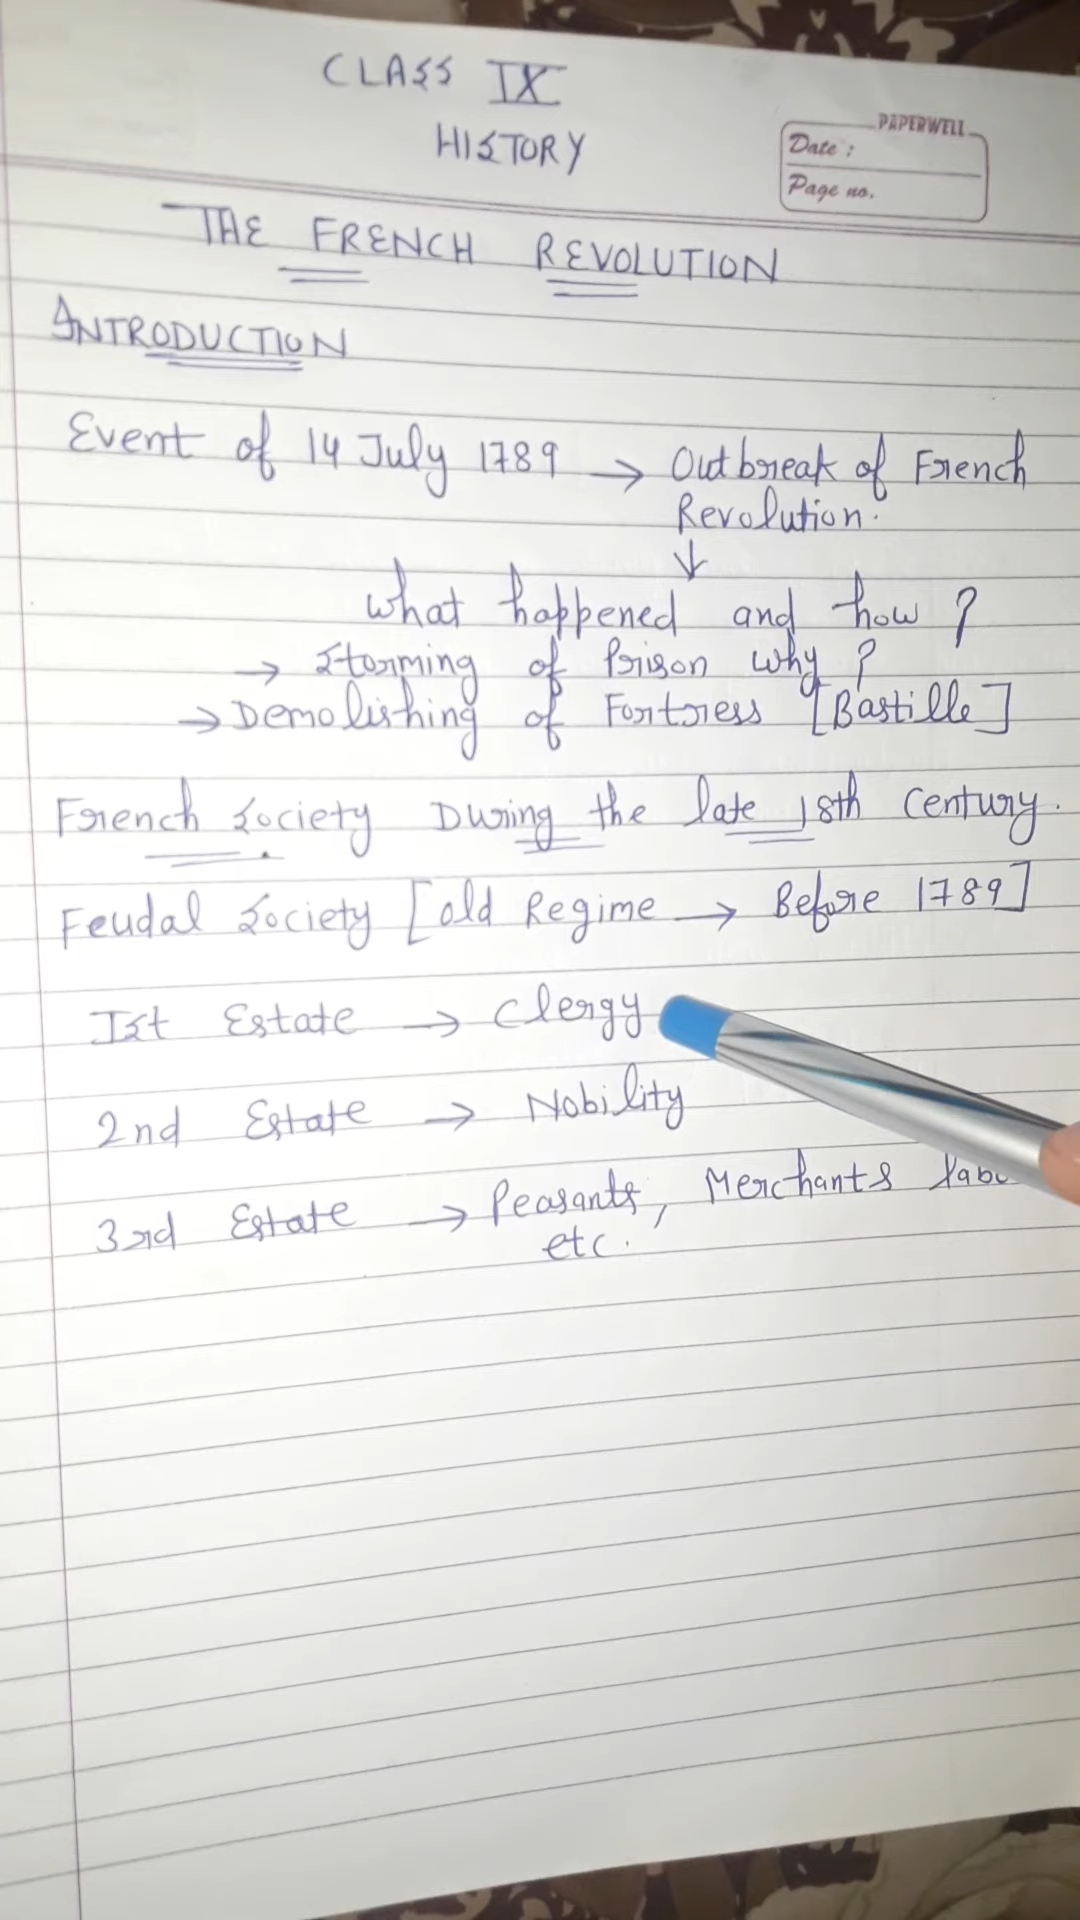 CLASS IX
HISTORY
PAPERWELL
Date :
Page no.
THE FRENCH REVOLUTION
INTRODUCTION
Event of 14 July 1789 → Outbreak of French
Revolution.
↓
what happened and how ?
→ Storming of Prison why ?
→ Demolishing of Fortress [Bastille]
French Society During the late 18th Century.
Feudal Society [old Regime → Before 1789]
Ist Estate → Clergy
2nd Estate → Nobility
3rd Estate → Peasants, Merchants
etc.